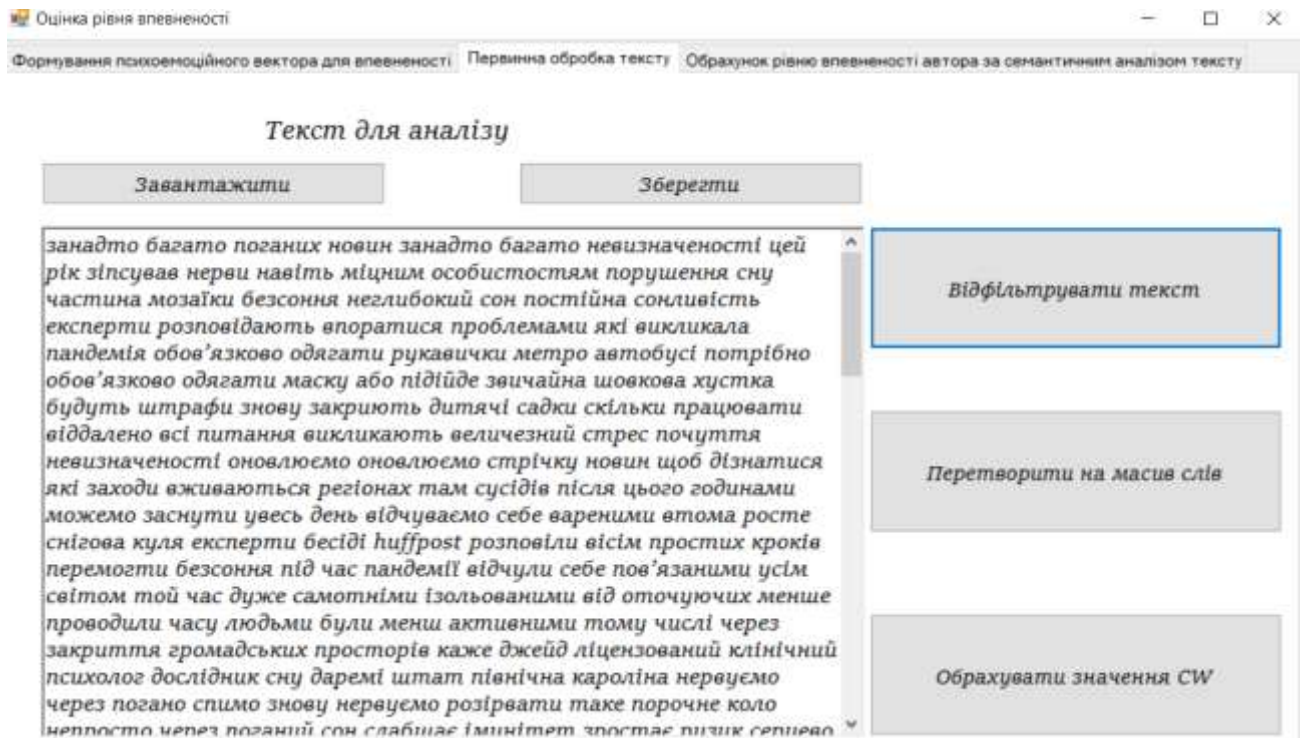 Оцінка рівня впевненості
Формування психоемоційного вектора для впевненості Первинна обробка тексту Обрахунок рівню впевненості автора за семантичним аналізом тексту
Текст для аналізу
Завантажити Зберегти
занадто багато поганих новин занадто багато невизначеності цей
рік зіпсував нерви навіть міцним особистостям порушення сну
частина мозаїки безсоння неглибокий сон постійна сонливість
експерти розповідають впоратися проблемами які викликала
пандемія обов’язково одягати рукавички метро автобусі потрібно
обов’язково одягати маску або підійде звичайна шовкова хустка
будуть штрафи знову закриють дитячі садки скільки працювати
віддалено всі питання викликають величезний стрес почуття
невизначеності оновлюємо оновлюємо стрічку новин щоб дізнатися
які заходи вживаються регіонах там сусідів після цього годинами
можемо заснути увесь день відчуваємо себе вареними втома росте
снігова куля експерти бесіді huffpost розповіли вісім простих кроків
перемогти безсоння під час пандемії відчули себе пов’язаними усім
світом той час дуже самотніми ізольованими від оточуючих менше
проводили часу людьми були менш активними тому числі через
закриття громадських просторів каже джейд ліцензований клінічний
психолог дослідник сну даремі штат північна кароліна нервуємо
через погано спимо знову нервуємо розірвати таке порочне коло
непросто через поганий сон слабшає імунітет зростає ризик серцево
Відфільтрувати текст
Перетворити на масив слів
Обрахувати значення CW